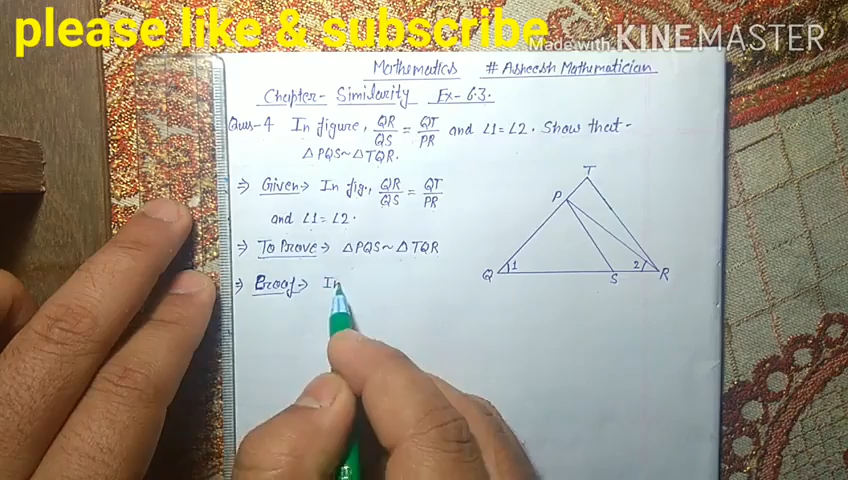 please like & subscribe
Made with KINEMASTER
Mathematics # Asheesh Mathematician
Chapter- Similarity Ex- 6.3.
Ques-4 In figure, QR/QS = QT/PR and ∠1=∠2. Show that-
△PQS~△TQR.
⇒ Given→ In fig., QR/QS = QT/PR
and ∠1=∠2.
⇒ To Prove→ △PQS~△TQR
⇒ Proof→ In
T
P
Q 1 S 2 R